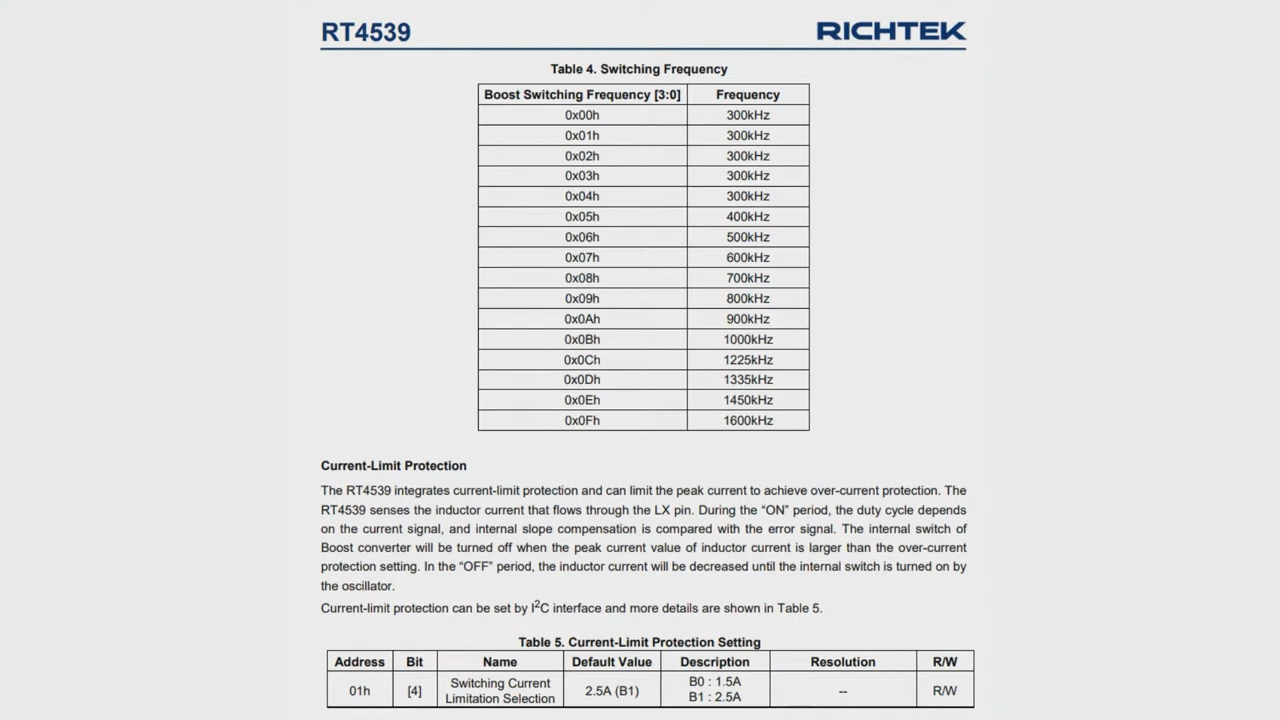 RT4539 RICHTEK
Table 4. Switching Frequency
Boost Switching Frequency [3:0] Frequency
0x00h 300kHz
0x01h 300kHz
0x02h 300kHz
0x03h 300kHz
0x04h 300kHz
0x05h 400kHz
0x06h 500kHz
0x07h 600kHz
0x08h 700kHz
0x09h 800kHz
0x0Ah 900kHz
0x0Bh 1000kHz
0x0Ch 1225kHz
0x0Dh 1335kHz
0x0Eh 1450kHz
0x0Fh 1600kHz
Current-Limit Protection
The RT4539 integrates current-limit protection and can limit the peak current to achieve over-current protection. The
RT4539 senses the inductor current that flows through the LX pin. During the “ON” period, the duty cycle depends
on the current signal, and internal slope compensation is compared with the error signal. The internal switch of
Boost converter will be turned off when the peak current value of inductor current is larger than the over-current
protection setting. In the “OFF” period, the inductor current will be decreased until the internal switch is turned on by
the oscillator.
Current-limit protection can be set by I²C interface and more details are shown in Table 5.
Table 5. Current-Limit Protection Setting
Address Bit Name Default Value Description Resolution R/W
01h [4] Switching Current Limitation Selection 2.5A (B1) B0 : 1.5A B1 : 2.5A -- R/W